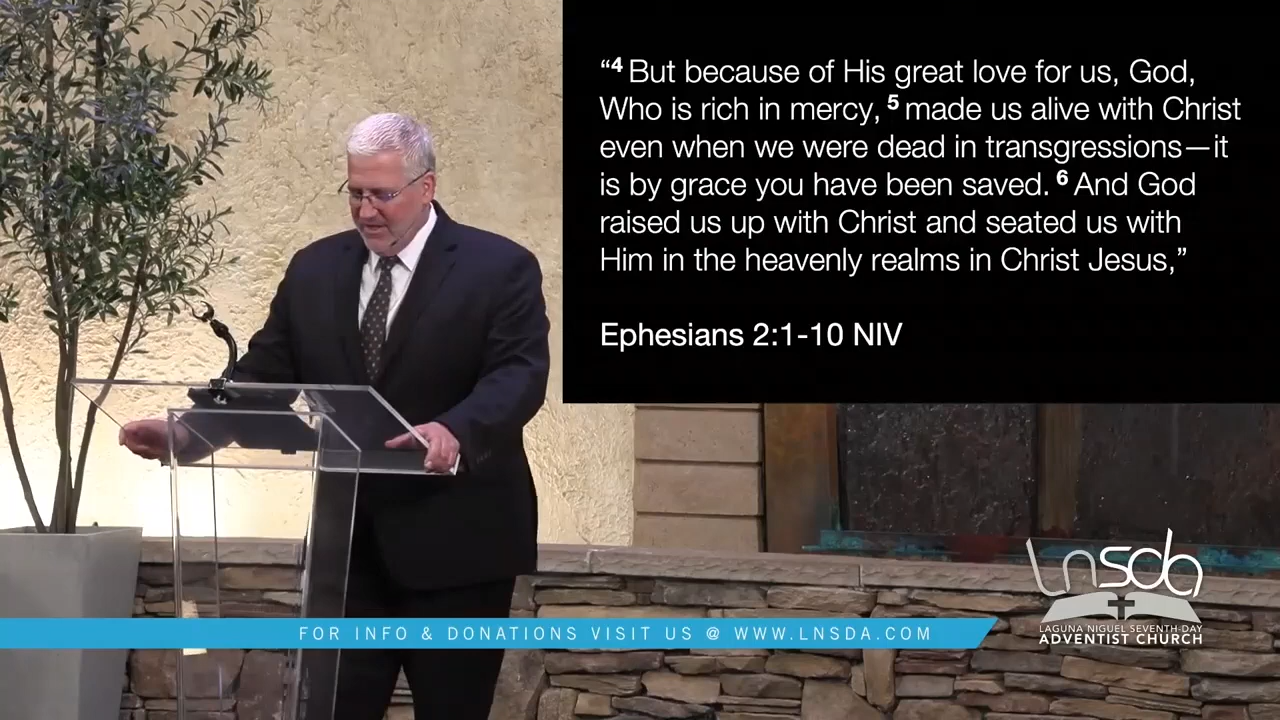 “4 But because of His great love for us, God,
Who is rich in mercy, 5 made us alive with Christ
even when we were dead in transgressions—it
is by grace you have been saved. 6 And God
raised us up with Christ and seated us with
Him in the heavenly realms in Christ Jesus,”
Ephesians 2:1-10 NIV
LNSDA
LAGUNA NIGUEL SEVENTH-DAY
ADVENTIST CHURCH
FOR INFO & DONATIONS VISIT US @ WWW.LNSDA.COM